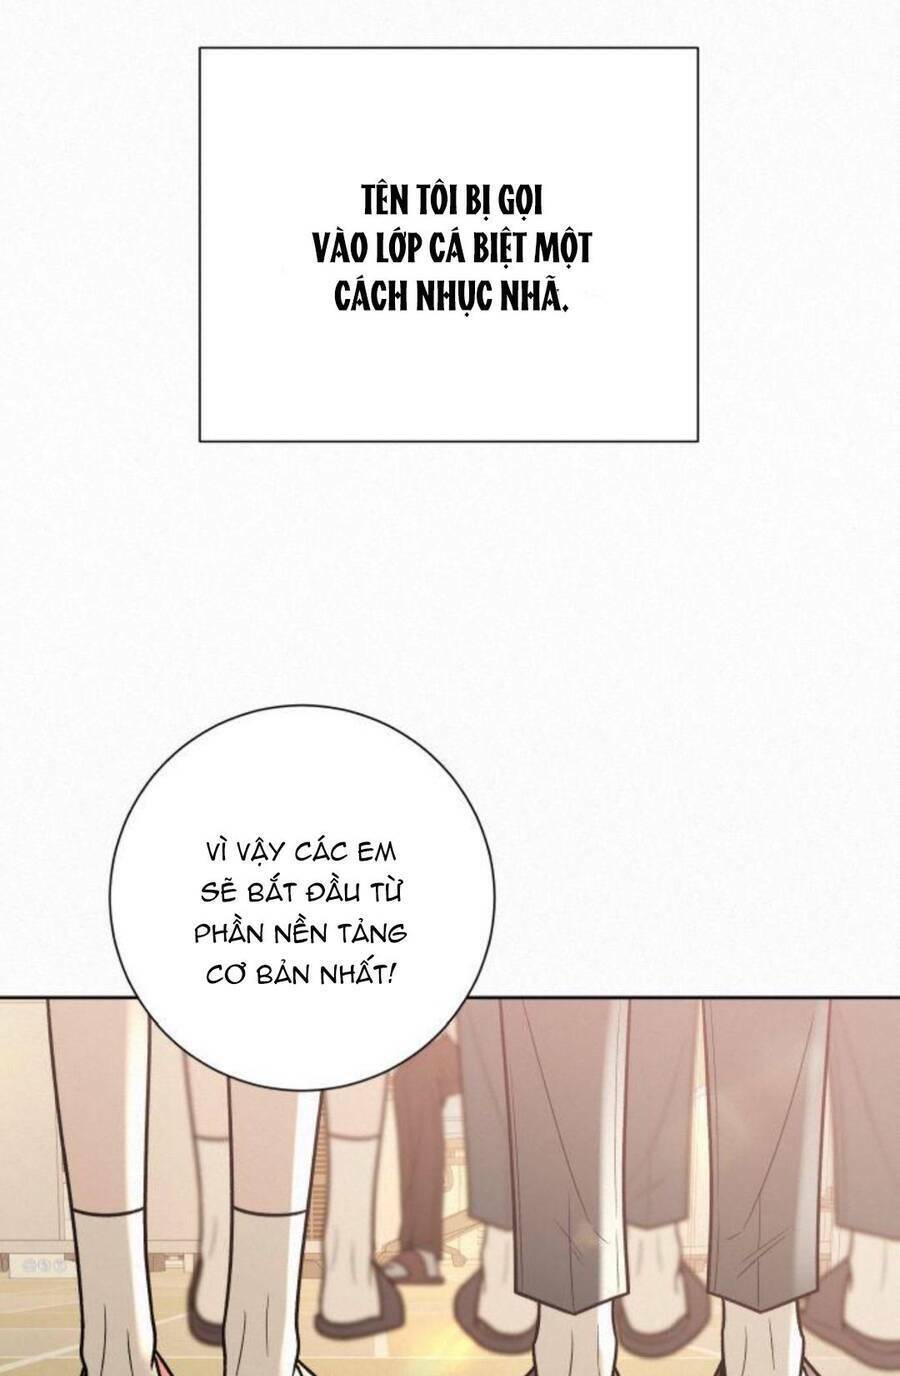 TÊN TÔI BỊ GỌI
VÀO LỚP CÁ BIỆT MỘT
CÁCH NHỤC NHÃ.
VÌ VẬY CÁC EM
SẼ BẮT ĐẦU TỪ
PHẦN NỀN TẢNG
CƠ BẢN NHẤT!